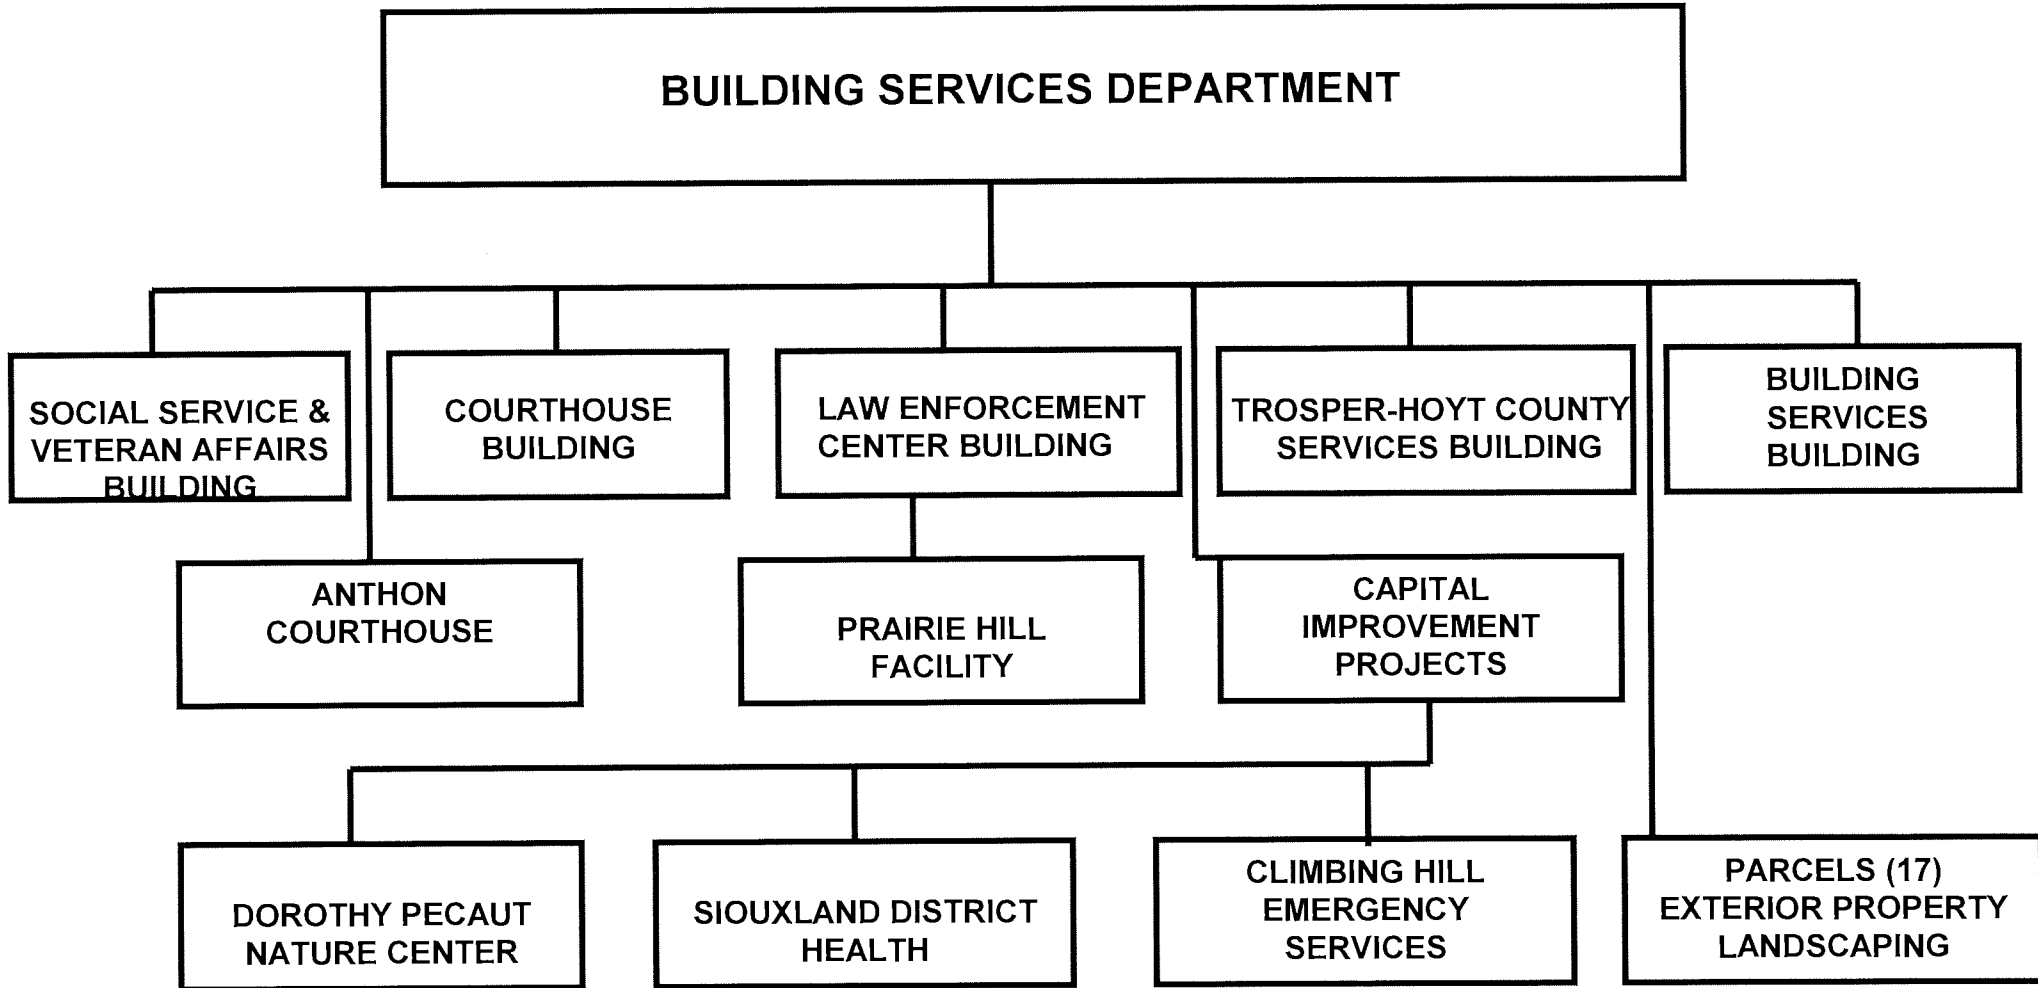 BUILDING SERVICES DEPARTMENT
SOCIAL SERVICE &
VETERAN AFFAIRS
BUILDING
COURTHOUSE
BUILDING
LAW ENFORCEMENT
CENTER BUILDING
TROSPER-HOYT COUNTY
SERVICES BUILDING
BUILDING
SERVICES
BUILDING
ANTHON
COURTHOUSE
PRAIRIE HILL
FACILITY
CAPITAL
IMPROVEMENT
PROJECTS
DOROTHY PECAUT
NATURE CENTER
SIOUXLAND DISTRICT
HEALTH
CLIMBING HILL
EMERGENCY
SERVICES
PARCELS (17)
EXTERIOR PROPERTY
LANDSCAPING